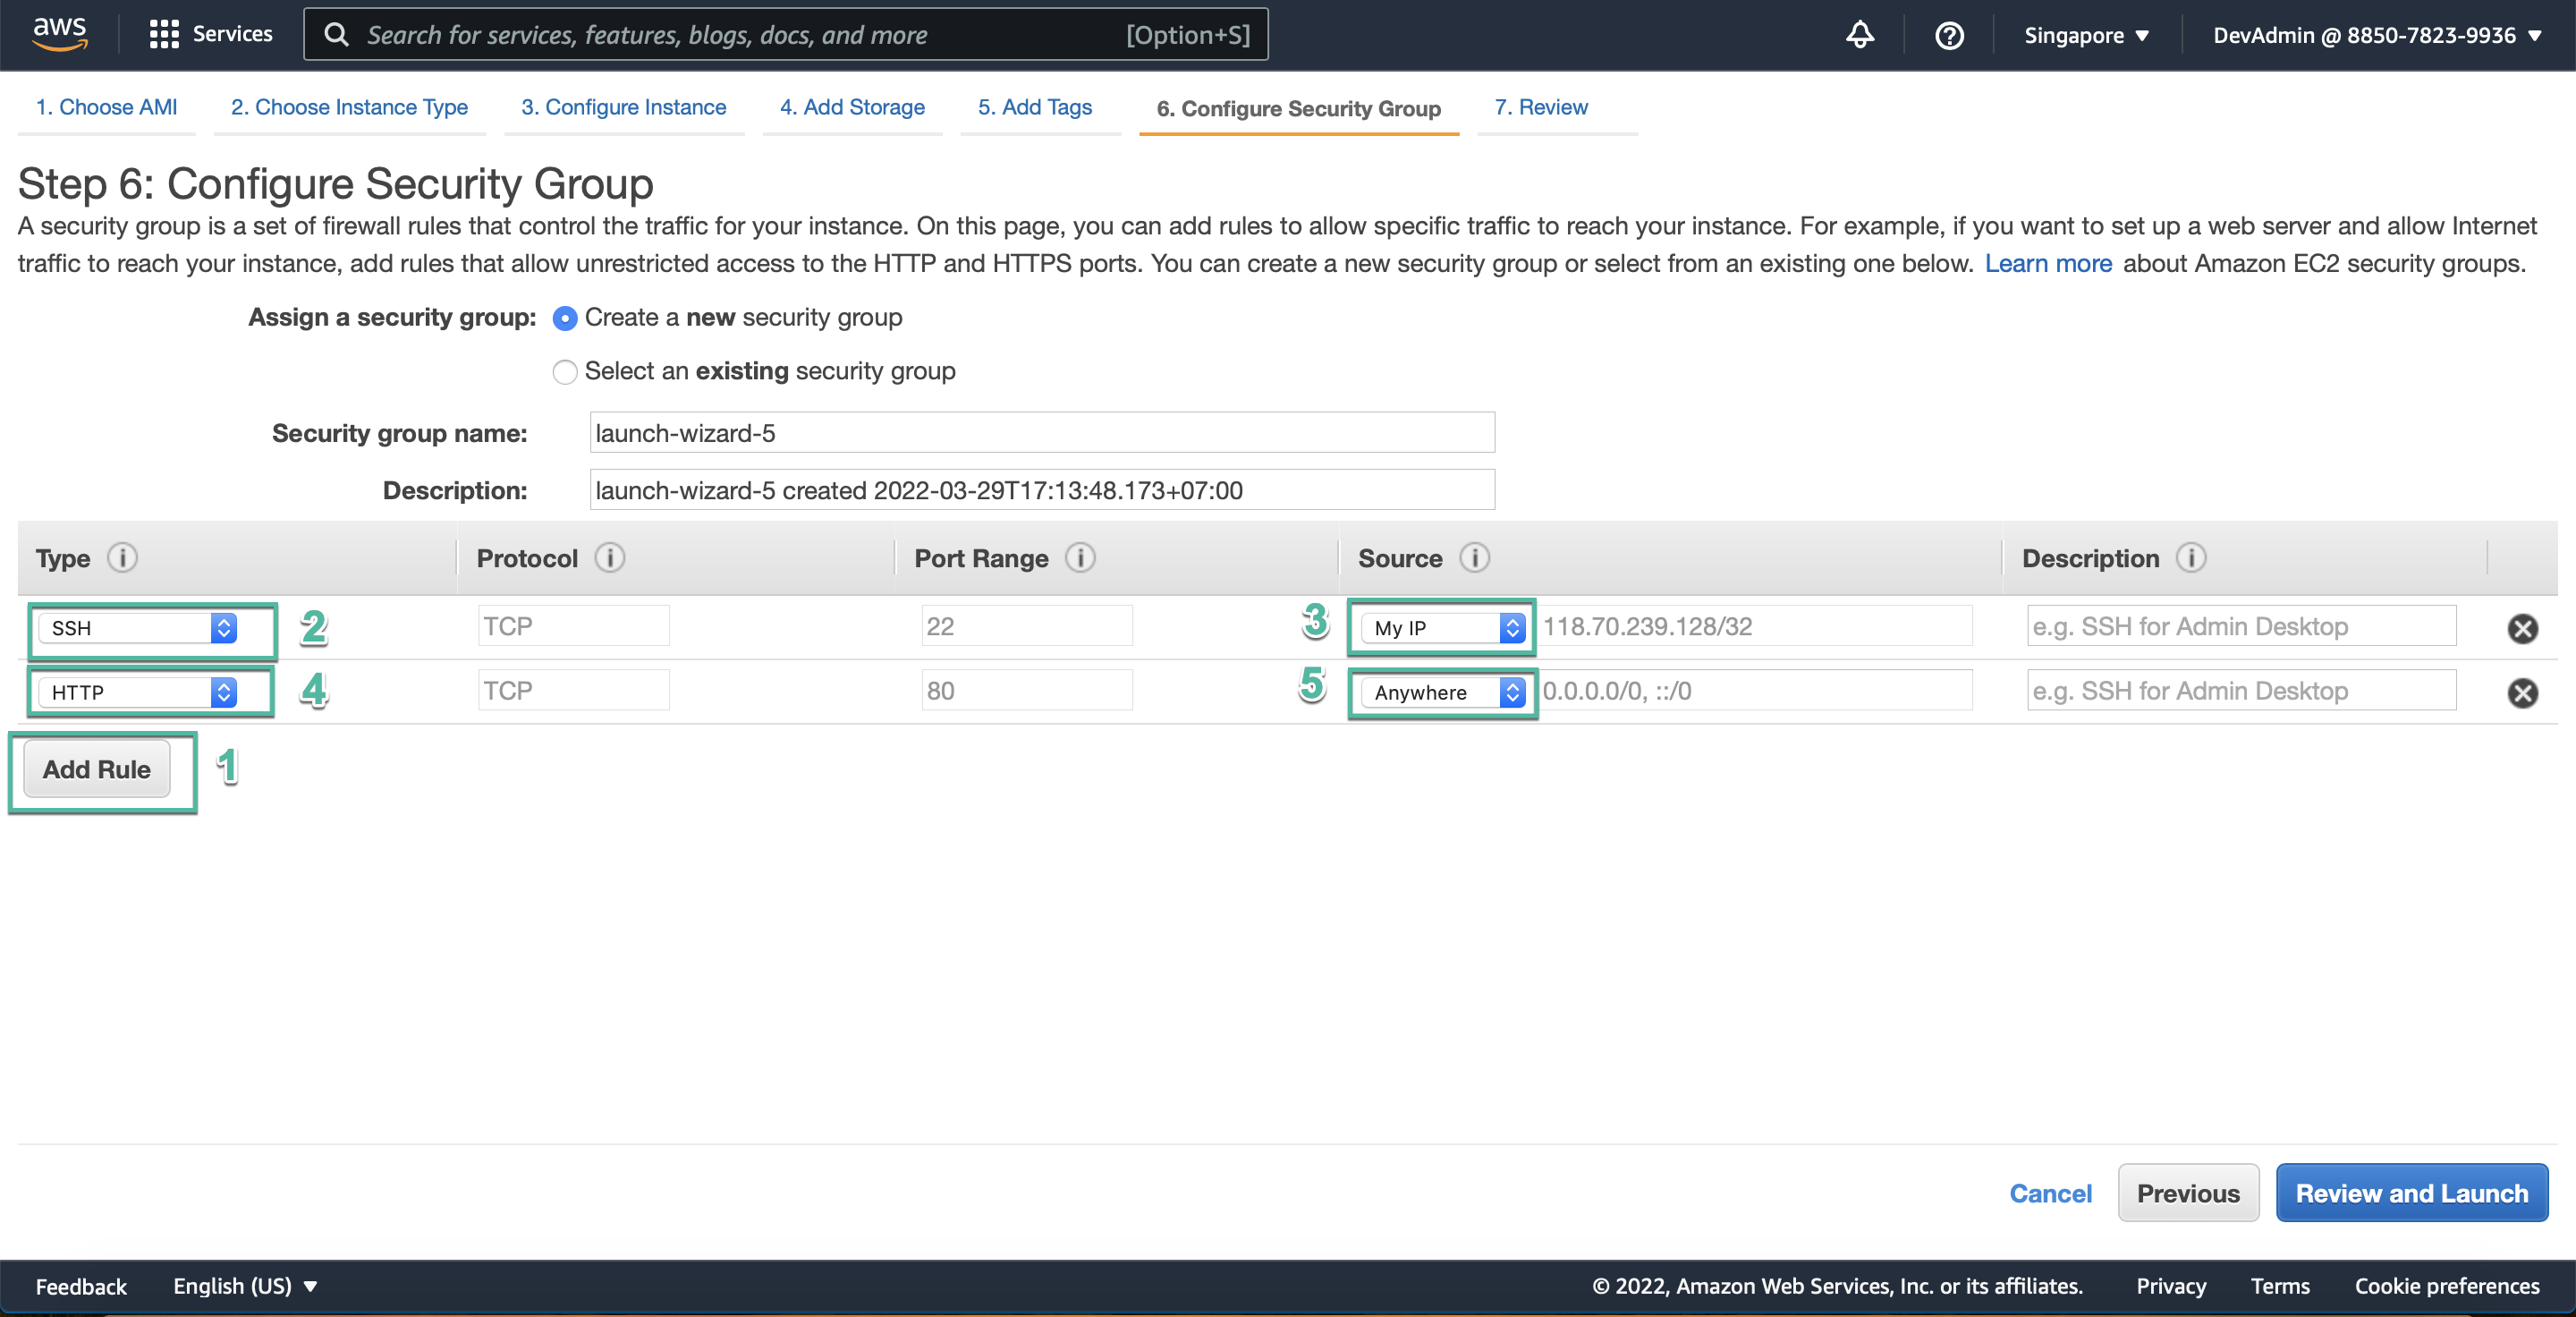 aws
Services
Search for services, features, blogs, docs, and more [Option+S]
Singapore ▼
DevAdmin @ 8850-7823-9936 ▼
1. Choose AMI 2. Choose Instance Type 3. Configure Instance 4. Add Storage 5. Add Tags 6. Configure Security Group 7. Review
Step 6: Configure Security Group
A security group is a set of firewall rules that control the traffic for your instance. On this page, you can add rules to allow specific traffic to reach your instance. For example, if you want to set up a web server and allow Internet
traffic to reach your instance, add rules that allow unrestricted access to the HTTP and HTTPS ports. You can create a new security group or select from an existing one below. Learn more about Amazon EC2 security groups.
Assign a security group: Create a new security group
Select an existing security group
Security group name: launch-wizard-5
Description: launch-wizard-5 created 2022-03-29T17:13:48.173+07:00
Type i Protocol i Port Range i Source i Description i
SSH 2 TCP 22 3 My IP 118.70.239.128/32 e.g. SSH for Admin Desktop
HTTP 4 TCP 80 5 Anywhere 0.0.0.0/0, ::/0 e.g. SSH for Admin Desktop
Add Rule 1
Cancel Previous Review and Launch
Feedback English (US) ▼ © 2022, Amazon Web Services, Inc. or its affiliates. Privacy Terms Cookie preferences